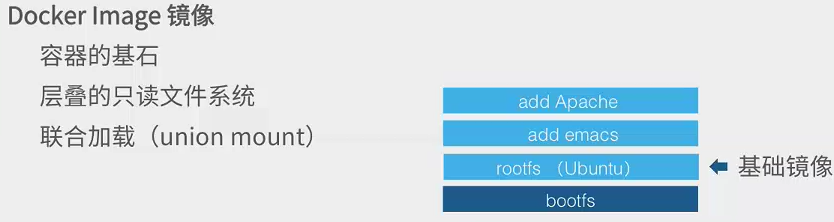 Docker Image 镜像
容器的基石
层叠的只读文件系统
联合加载（union mount）
add Apache
add emacs
rootfs （Ubuntu）
基础镜像
bootfs